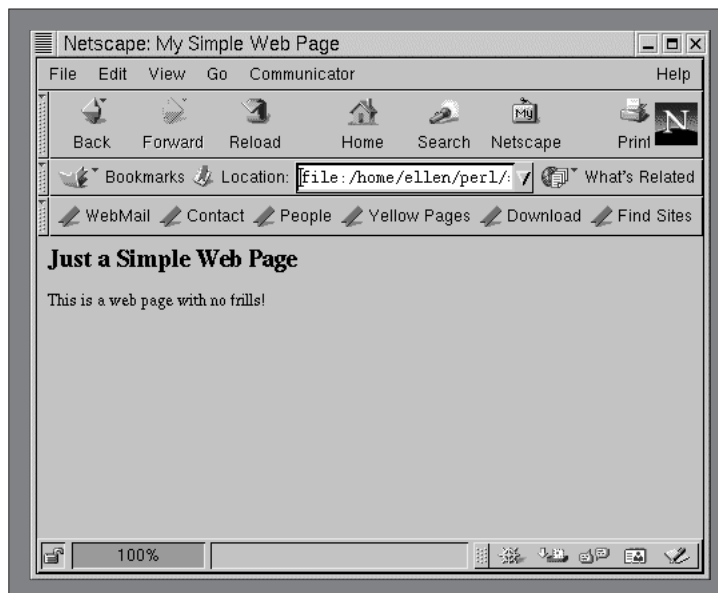 Netscape: My Simple Web Page
File Edit View Go Communicator Help
Back Forward Reload Home Search Netscape Print
My
N
Bookmarks Location: file:/home/ellen/perl/ What's Related
WebMail Contact People Yellow Pages Download Find Sites
Just a Simple Web Page
This is a web page with no frills!
100%